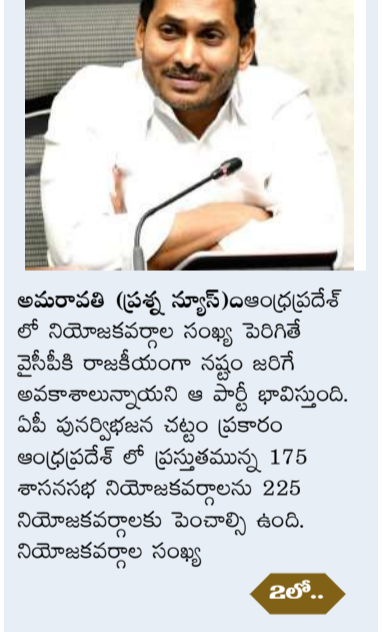 అమరావతి (ప్రశ్న న్యూస్)ఏఆంధ్రప్రదేశ్
లో నియోజకవర్గాల సంఖ్య పెరిగితే
వైసీపీకి రాజకీయంగా నష్టం జరిగే
అవకాశాలున్నాయని ఆ పార్టీ భావిస్తుంది.
ఏపీ పునర్విభజన చట్టం ప్రకారం
ఆంధ్రప్రదేశ్ లో ప్రస్తుతమున్న 175
శాసనసభ నియోజకవర్గాలను 225
నియోజకవర్గాలకు పెంచాల్సి ఉంది.
నియోజకవర్గాల సంఖ్య
2లో..